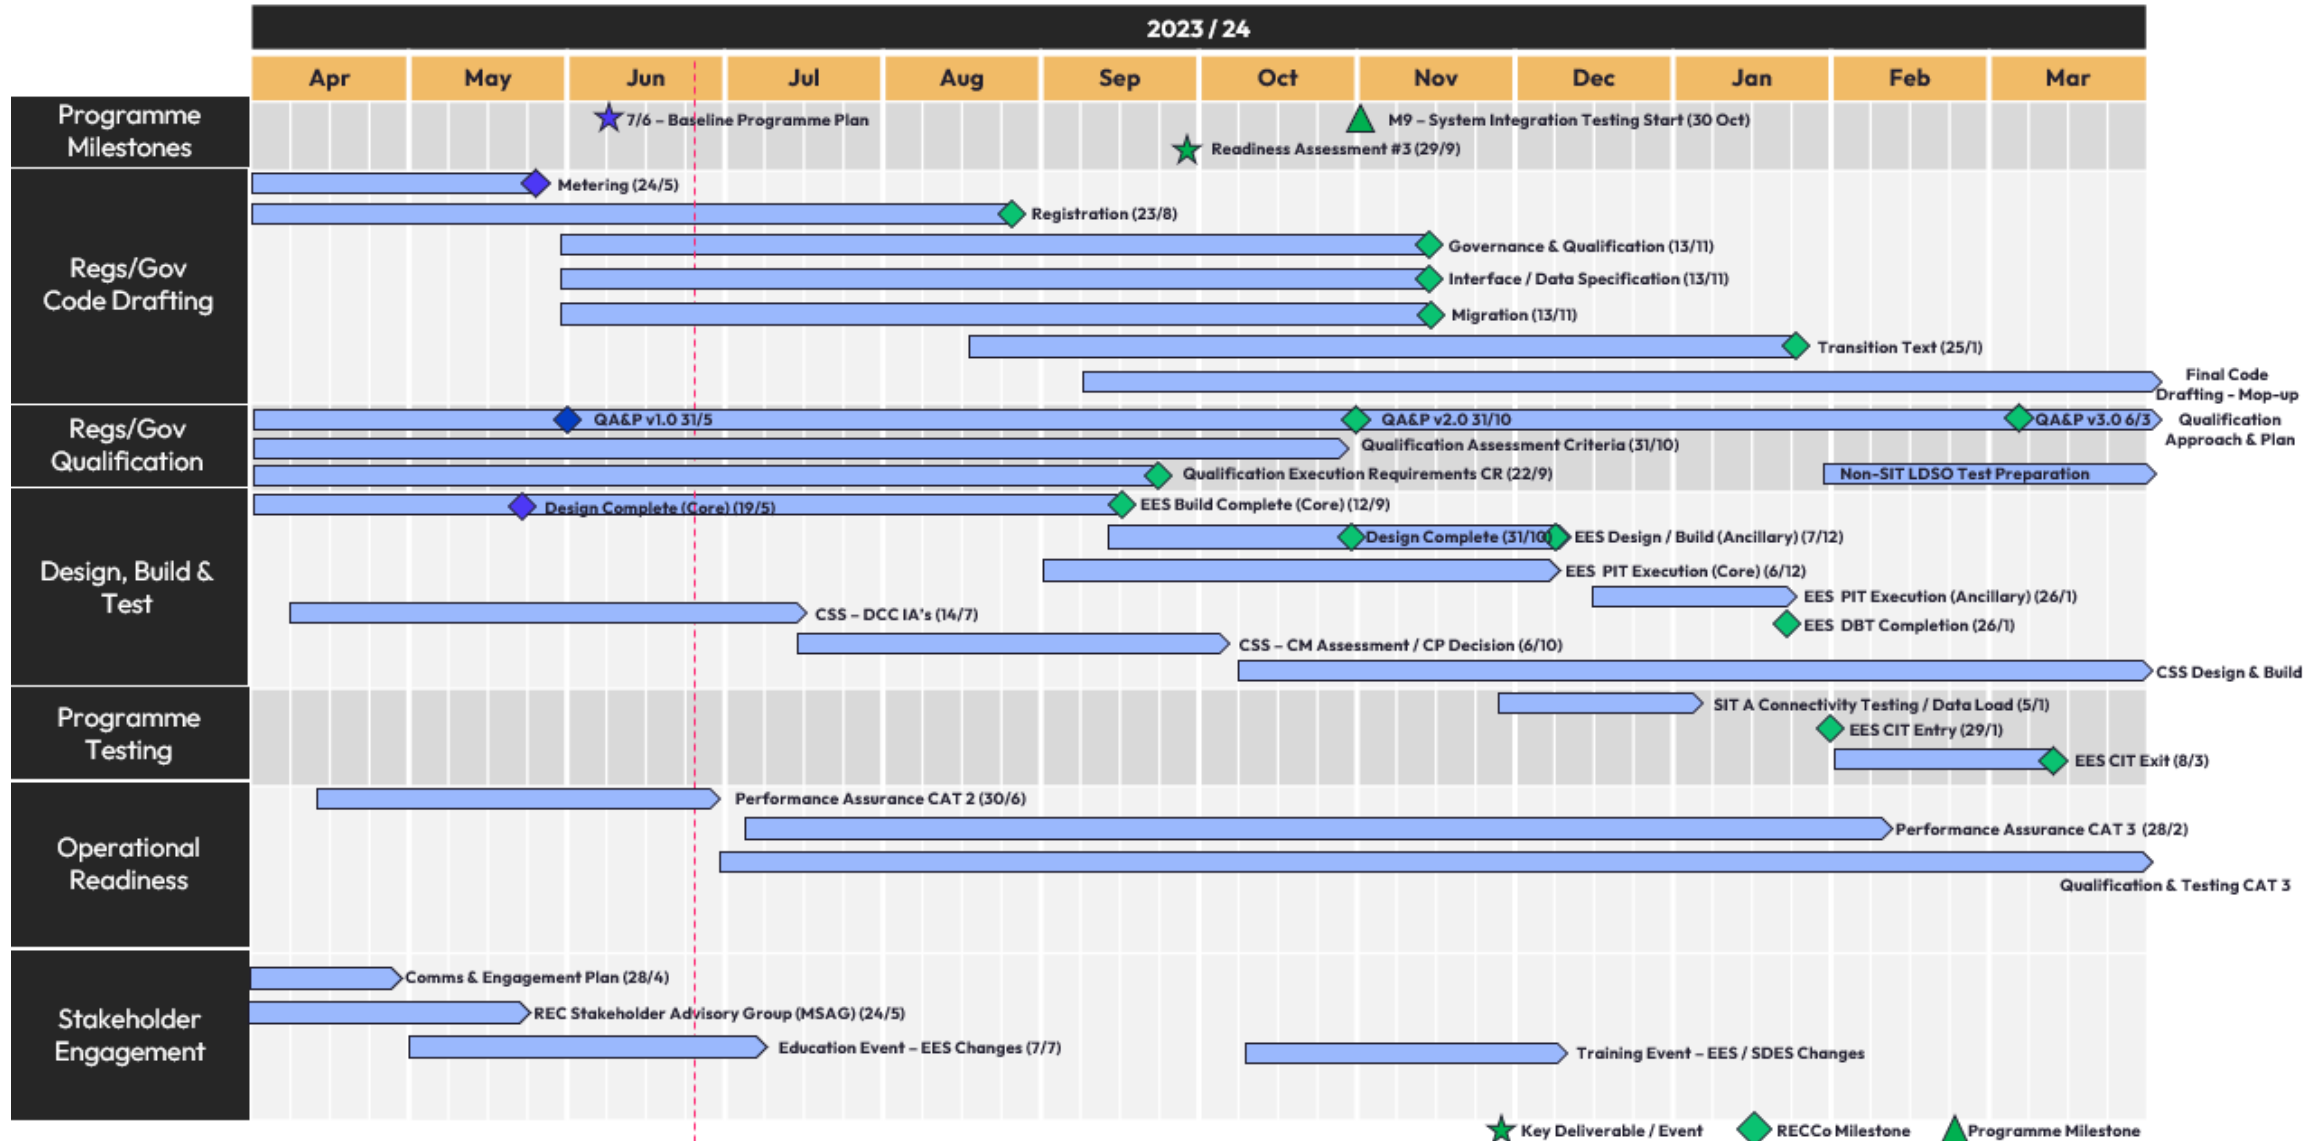 2023 / 24
Apr May Jun Jul Aug Sep Oct Nov Dec Jan Feb Mar
Programme
Milestones
7/6 – Baseline Programme Plan
M9 – System Integration Testing Start (30 Oct)
Readiness Assessment #3 (29/9)
Regs/Gov
Code Drafting
Metering (24/5)
Registration (23/8)
Governance & Qualification (13/11)
Interface / Data Specification (13/11)
Migration (13/11)
Transition Text (25/1)
Final Code
Drafting - Mop-up
Regs/Gov
Qualification
QA&P v1.0 31/5
QA&P v2.0 31/10
QA&P v3.0 6/3
Qualification
Approach & Plan
Qualification Assessment Criteria (31/10)
Qualification Execution Requirements CR (22/9)
Non-SIT LDSO Test Preparation
Design, Build &
Test
Design Complete (Core) (19/5)
EES Build Complete (Core) (12/9)
Design Complete (31/10)
EES Design / Build (Ancillary) (7/12)
EES PIT Execution (Core) (6/12)
EES PIT Execution (Ancillary) (26/1)
CSS – DCC IA's (14/7)
EES DBT Completion (26/1)
CSS – CM Assessment / CP Decision (6/10)
CSS Design & Build
Programme
Testing
SIT A Connectivity Testing / Data Load (5/1)
EES CIT Entry (29/1)
EES CIT Exit (8/3)
Operational
Readiness
Performance Assurance CAT 2 (30/6)
Performance Assurance CAT 3 (28/2)
Qualification & Testing CAT 3
Stakeholder
Engagement
Comms & Engagement Plan (28/4)
REC Stakeholder Advisory Group (MSAG) (24/5)
Education Event – EES Changes (7/7)
Training Event – EES / SDES Changes
Key Deliverable / Event
RECCo Milestone
Programme Milestone